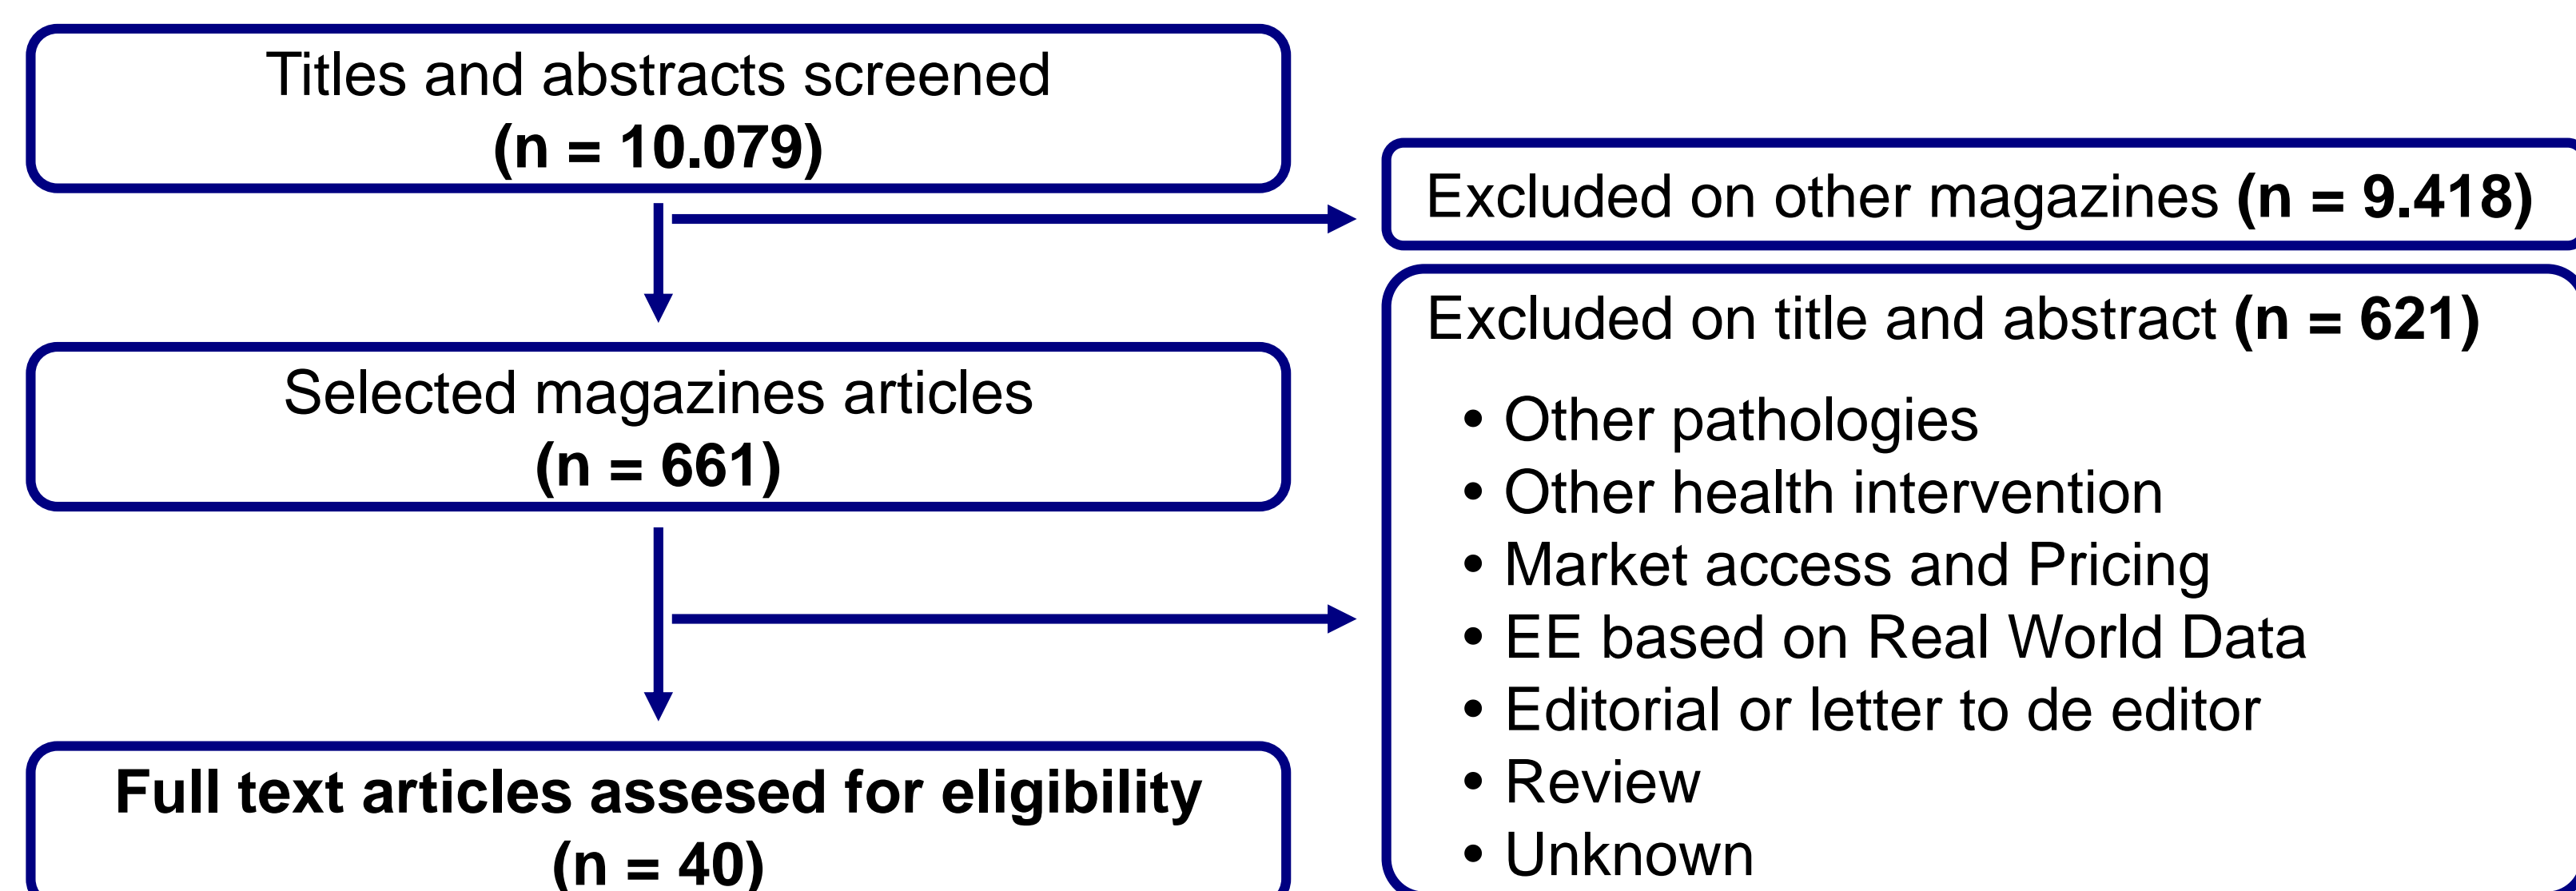 Titles and abstracts screened
(n = 10.079)
Excluded on other magazines (n = 9.418)
Selected magazines articles
(n = 661)
Excluded on title and abstract (n = 621)
• Other pathologies
• Other health intervention
• Market access and Pricing
• EE based on Real World Data
• Editorial or letter to de editor
• Review
• Unknown
Full text articles assesed for eligibility
(n = 40)